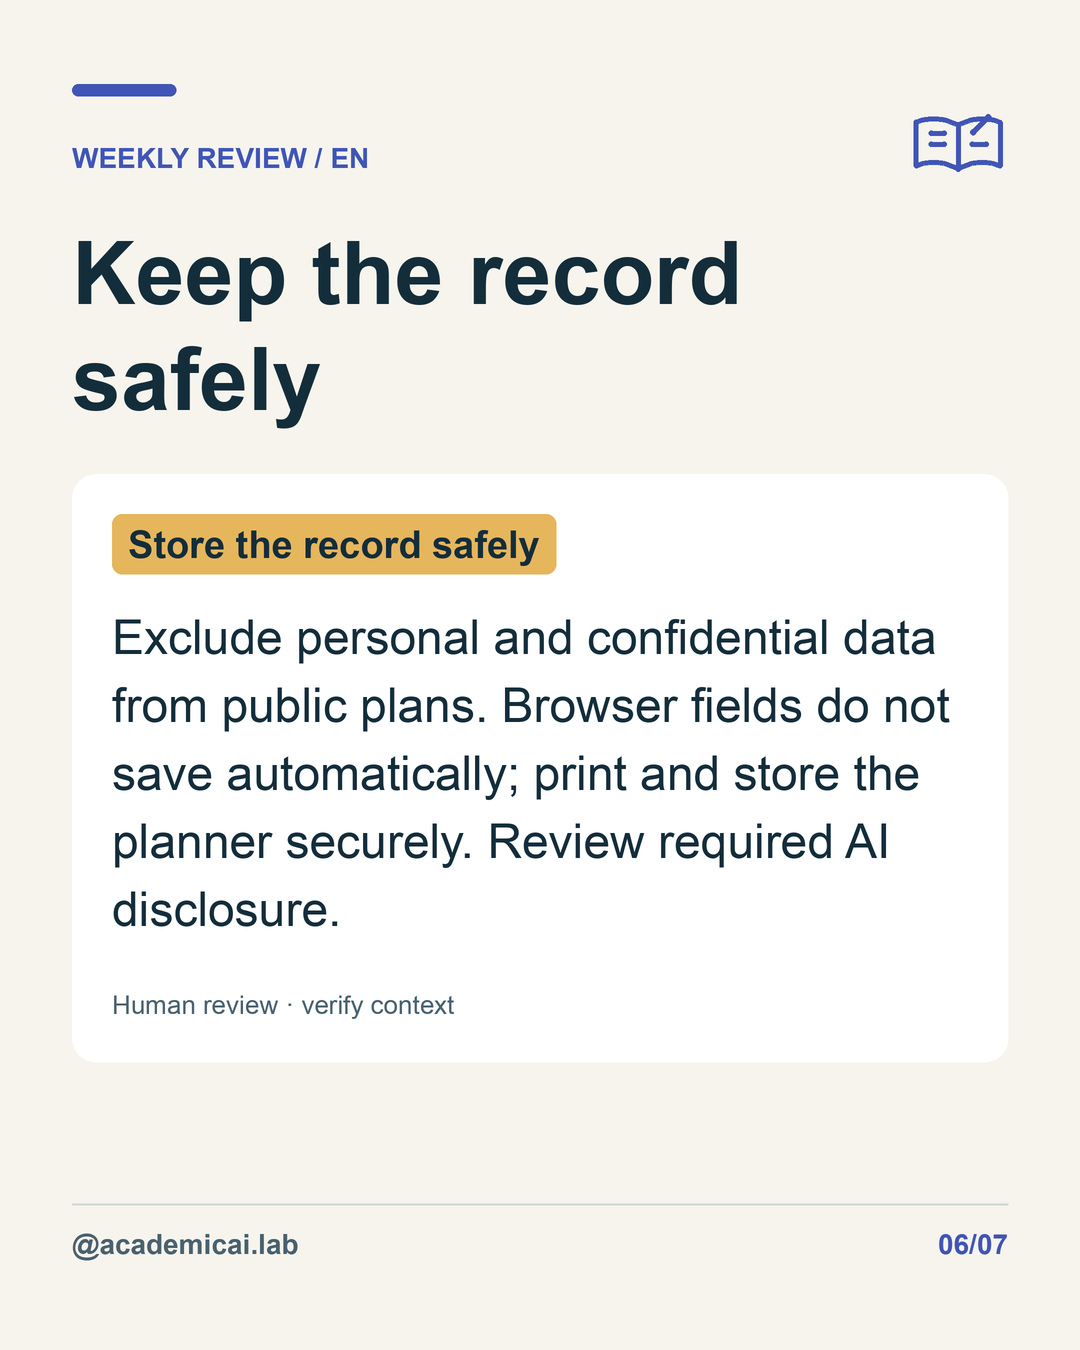 WEEKLY REVIEW / EN
Keep the record
safely
Store the record safely
Exclude personal and confidential data
from public plans. Browser fields do not
save automatically; print and store the
planner securely. Review required AI
disclosure.
Human review · verify context
@academicai.lab
06/07